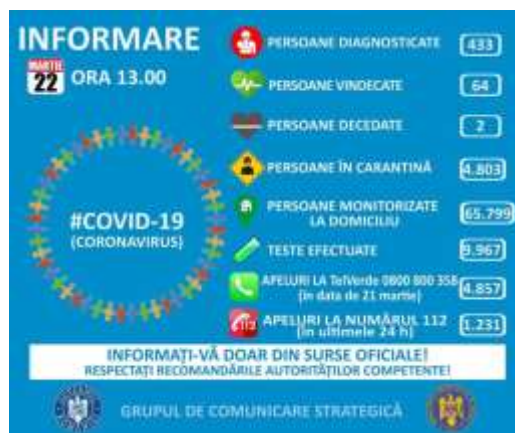 INFORMARE
MARTIE
22
ORA 13.00
#COVID-19
(CORONAVIRUS)
PERSOANE DIAGNOSTICATE 433
PERSOANE VINDECATE 64
PERSOANE DECEDATE 2
PERSOANE ÎN CARANTINĂ 4.803
PERSOANE MONITORIZATE
LA DOMICILIU 65.799
TESTE EFECTUATE 9.967
APELURI LA TelVerde 0800 800 358
(în data de 21 martie) 4.857
112
APELURI LA NUMĂRUL 112
(în ultimele 24 h) 1.231
INFORMAȚI-VĂ DOAR DIN SURSE OFICIALE!
RESPECTAȚI RECOMANDĂRILE AUTORITĂȚILOR COMPETENTE!
GRUPUL DE COMUNICARE STRATEGICĂ